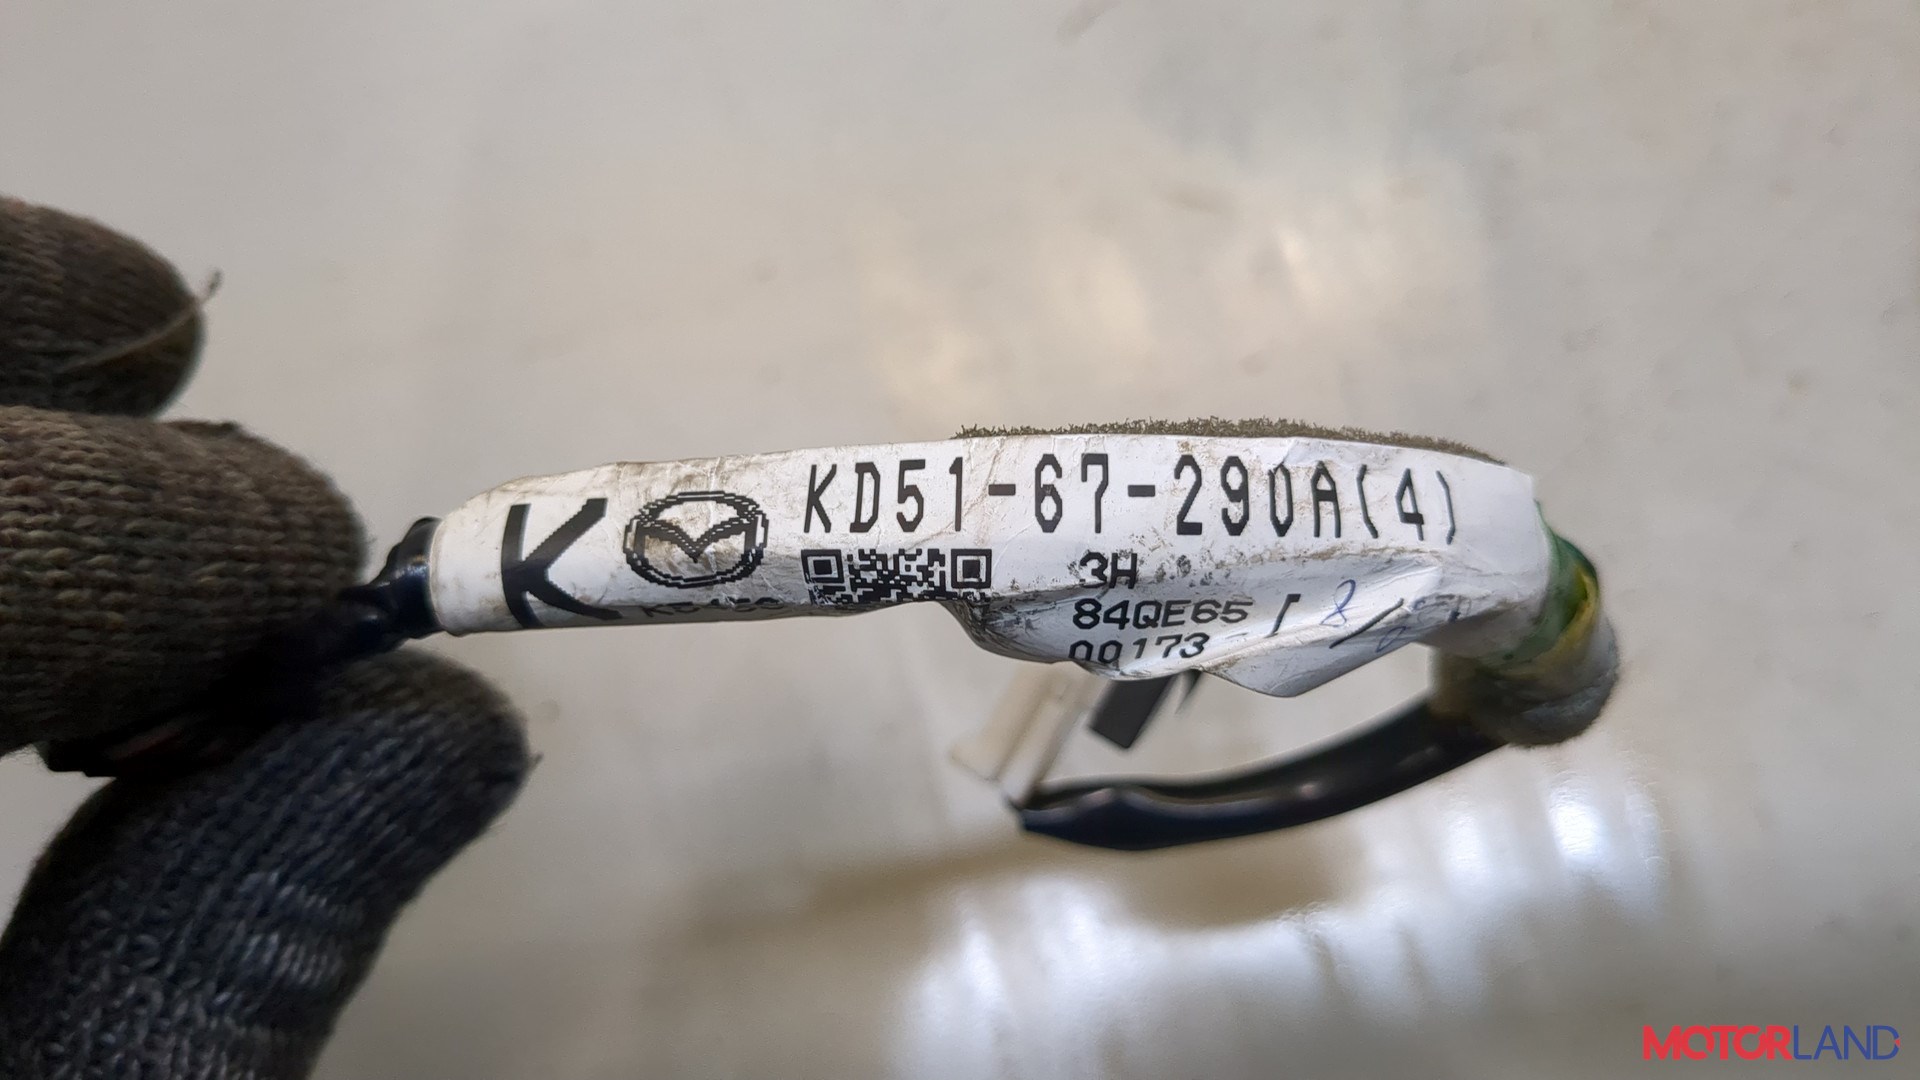 K
KD51-67-290A(4)
3H
84QE65
00173
MOTORLAND